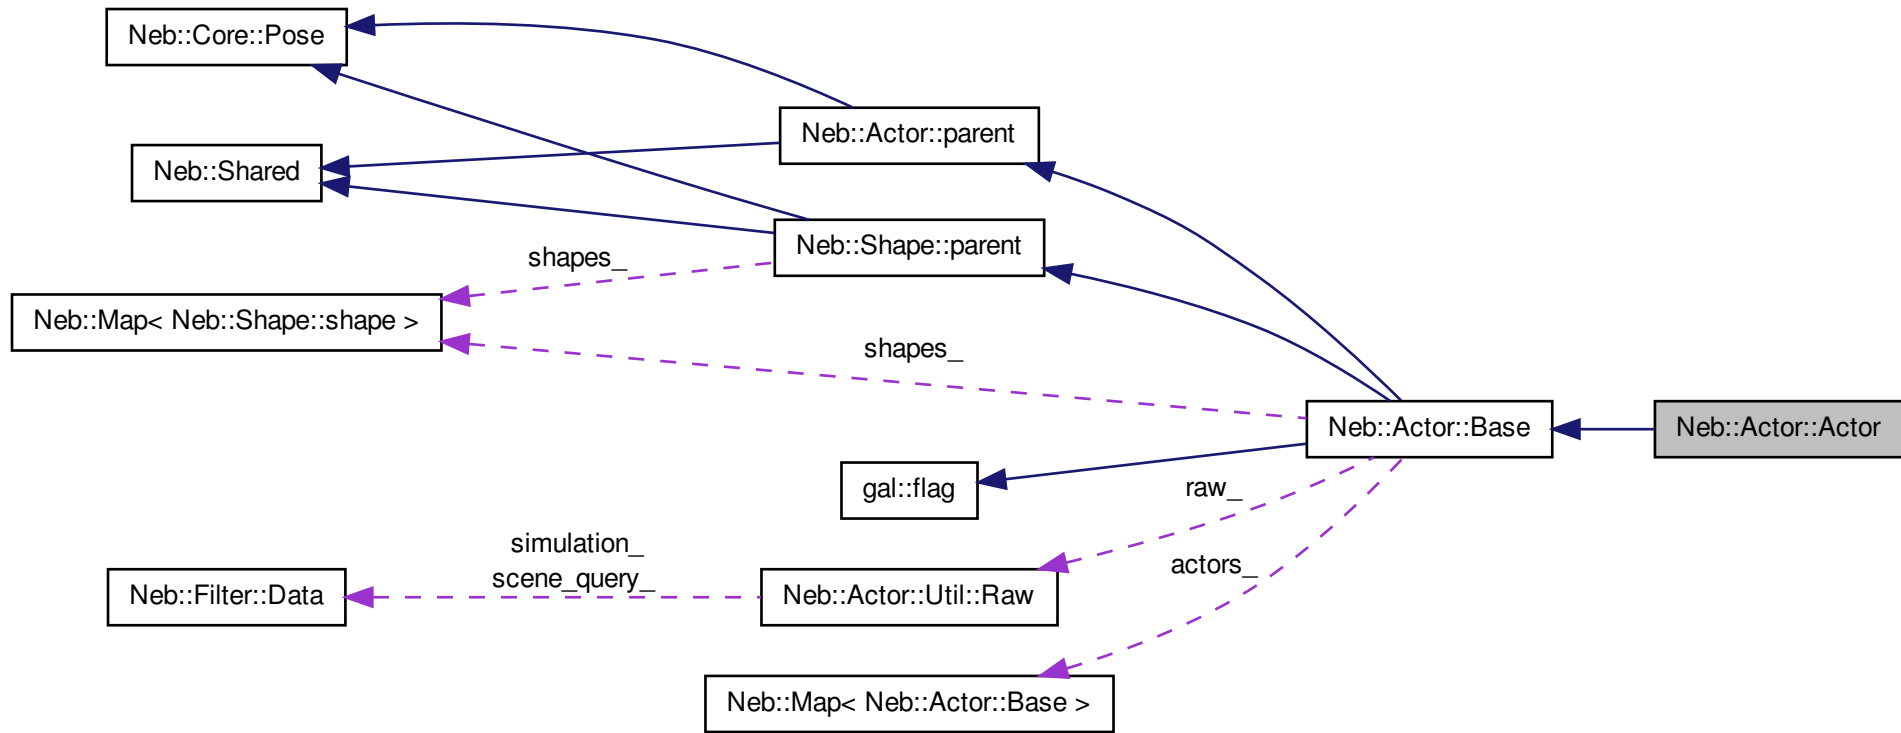 Neb::Core::Pose
Neb::Actor::parent
Neb::Shared
Neb::Shape::parent
shapes_
Neb::Map< Neb::Shape::shape >
shapes_
Neb::Actor::Base
Neb::Actor::Actor
gal::flag
raw_
simulation_
scene_query_
actors_
Neb::Filter::Data
Neb::Actor::Util::Raw
Neb::Map< Neb::Actor::Base >